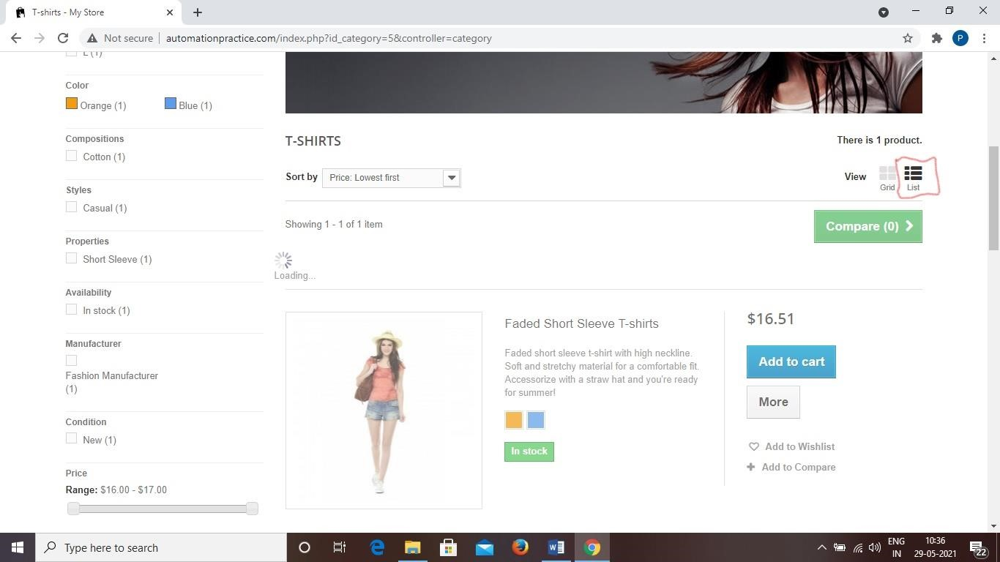 T-shirts - My Store
Not secure
automationpractice.com/index.php?id_category=5&controller=category
P
L (1)
Color
Orange (1)
Blue (1)
Compositions
Cotton (1)
Styles
Casual (1)
Properties
Short Sleeve (1)
Availability
In stock (1)
Manufacturer
Fashion Manufacturer
(1)
Condition
New (1)
Price
Range: $16.00 - $17.00
T-SHIRTS
There is 1 product.
Sort by
Price: Lowest first
View
Grid
List
Showing 1 - 1 of 1 item
Compare (0)
Loading...
Faded Short Sleeve T-shirts
Faded short sleeve t-shirt with high neckline.
Soft and stretchy material for a comfortable fit.
Accessorize with a straw hat and you're ready
for summer!
In stock
$16.51
Add to cart
More
Add to Wishlist
Add to Compare
Type here to search
ENG
IN
10:36
29-05-2021
22